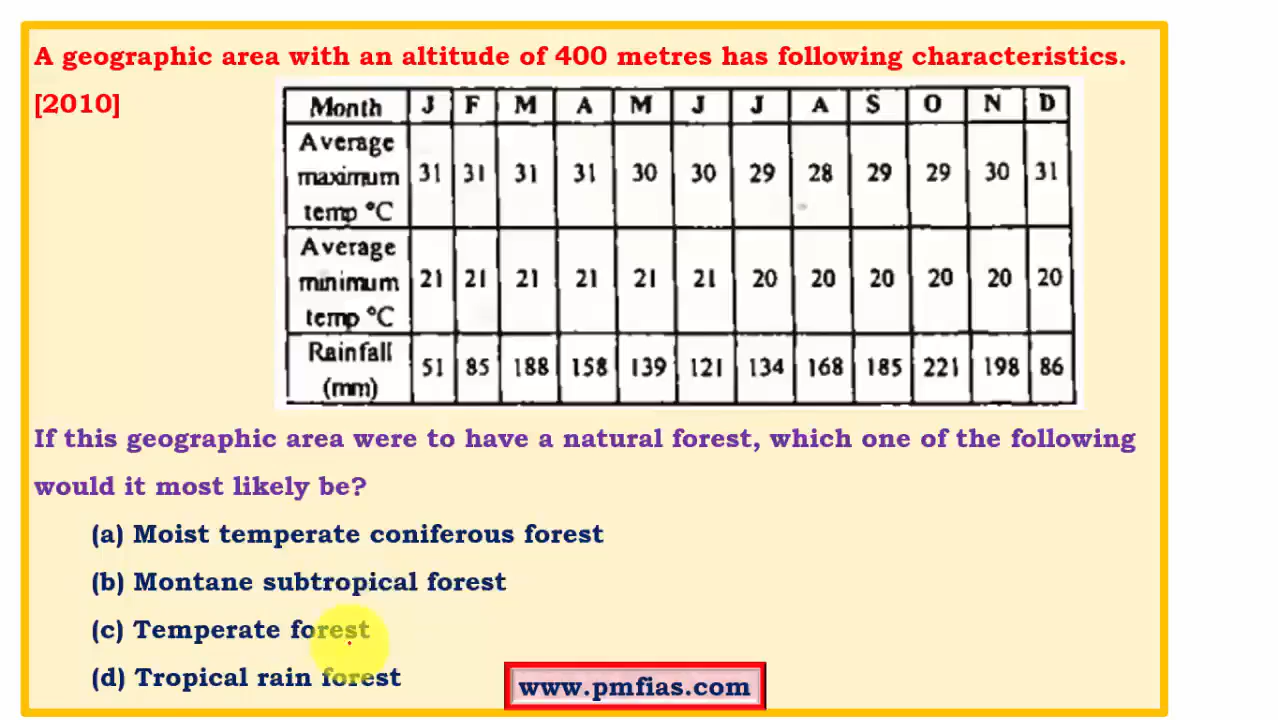 A geographic area with an altitude of 400 metres has following characteristics.
[2010]
Month J F M A M J J A S O N D
Average
maximum 31 31 31 31 30 30 29 28 29 29 30 31
temp °C
Average
minimum 21 21 21 21 21 21 20 20 20 20 20 20
temp °C
Rainfall 51 85 188 158 139 121 134 168 185 221 198 86
(mm)
If this geographic area were to have a natural forest, which one of the following
would it most likely be?
(a) Moist temperate coniferous forest
(b) Montane subtropical forest
(c) Temperate forest
(d) Tropical rain forest
www.pmfias.com